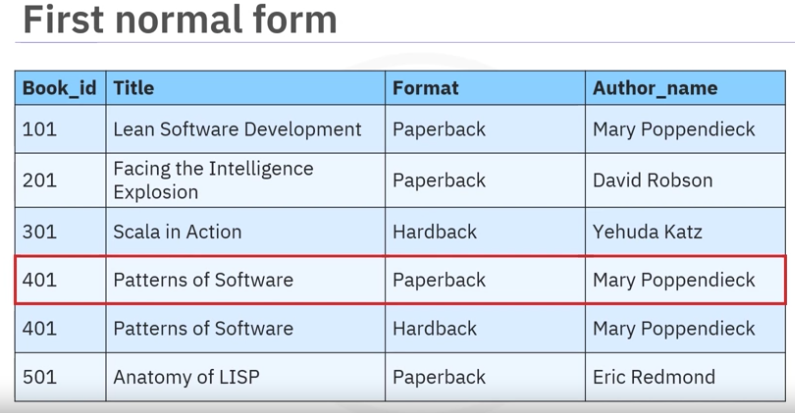 First normal form
Book_id Title Format Author_name
101 Lean Software Development Paperback Mary Poppendieck
201 Facing the Intelligence Explosion Paperback David Robson
301 Scala in Action Hardback Yehuda Katz
401 Patterns of Software Paperback Mary Poppendieck
401 Patterns of Software Hardback Mary Poppendieck
501 Anatomy of LISP Paperback Eric Redmond